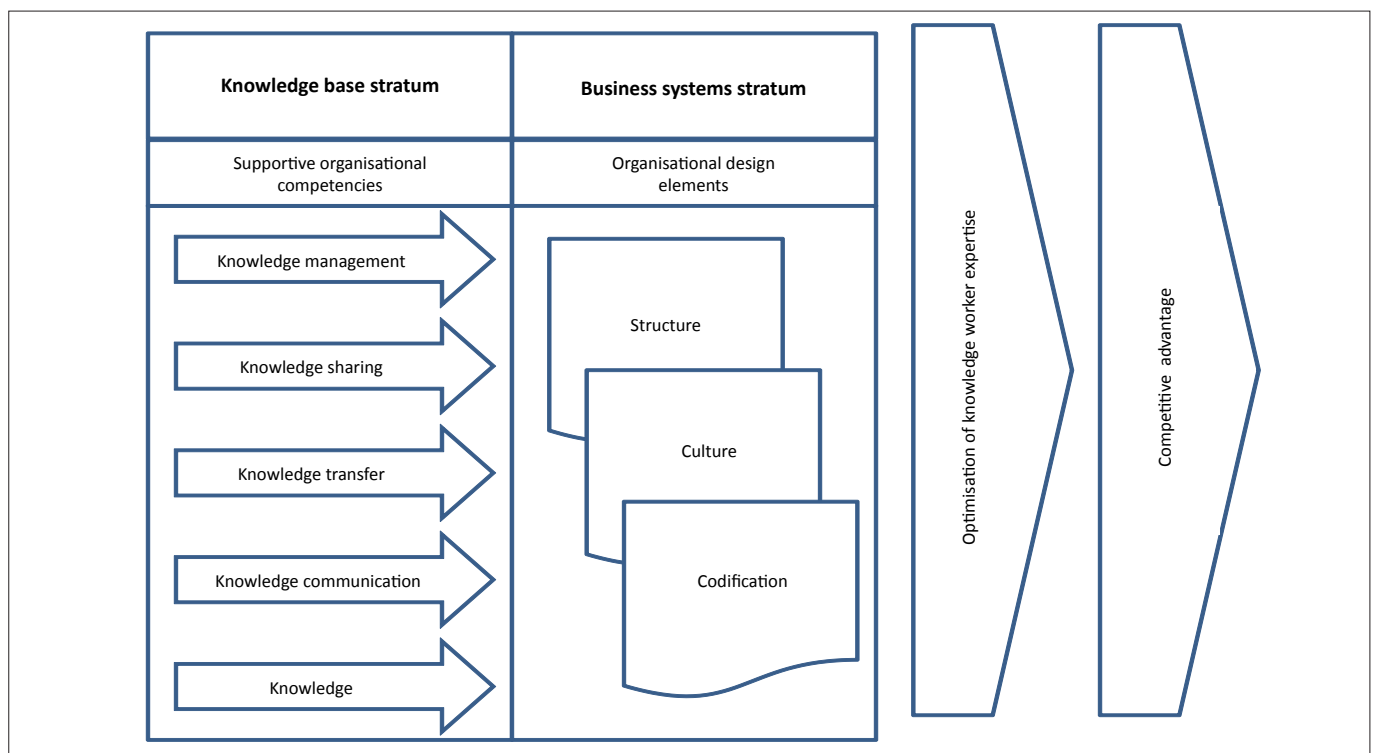 Knowledge base stratum
Business systems stratum
Supportive organisational
competencies
Organisational design
elements
Knowledge management
Knowledge sharing
Knowledge transfer
Knowledge communication
Knowledge
Structure
Culture
Codification
Optimisation of knowledge worker expertise
Competitive advantage